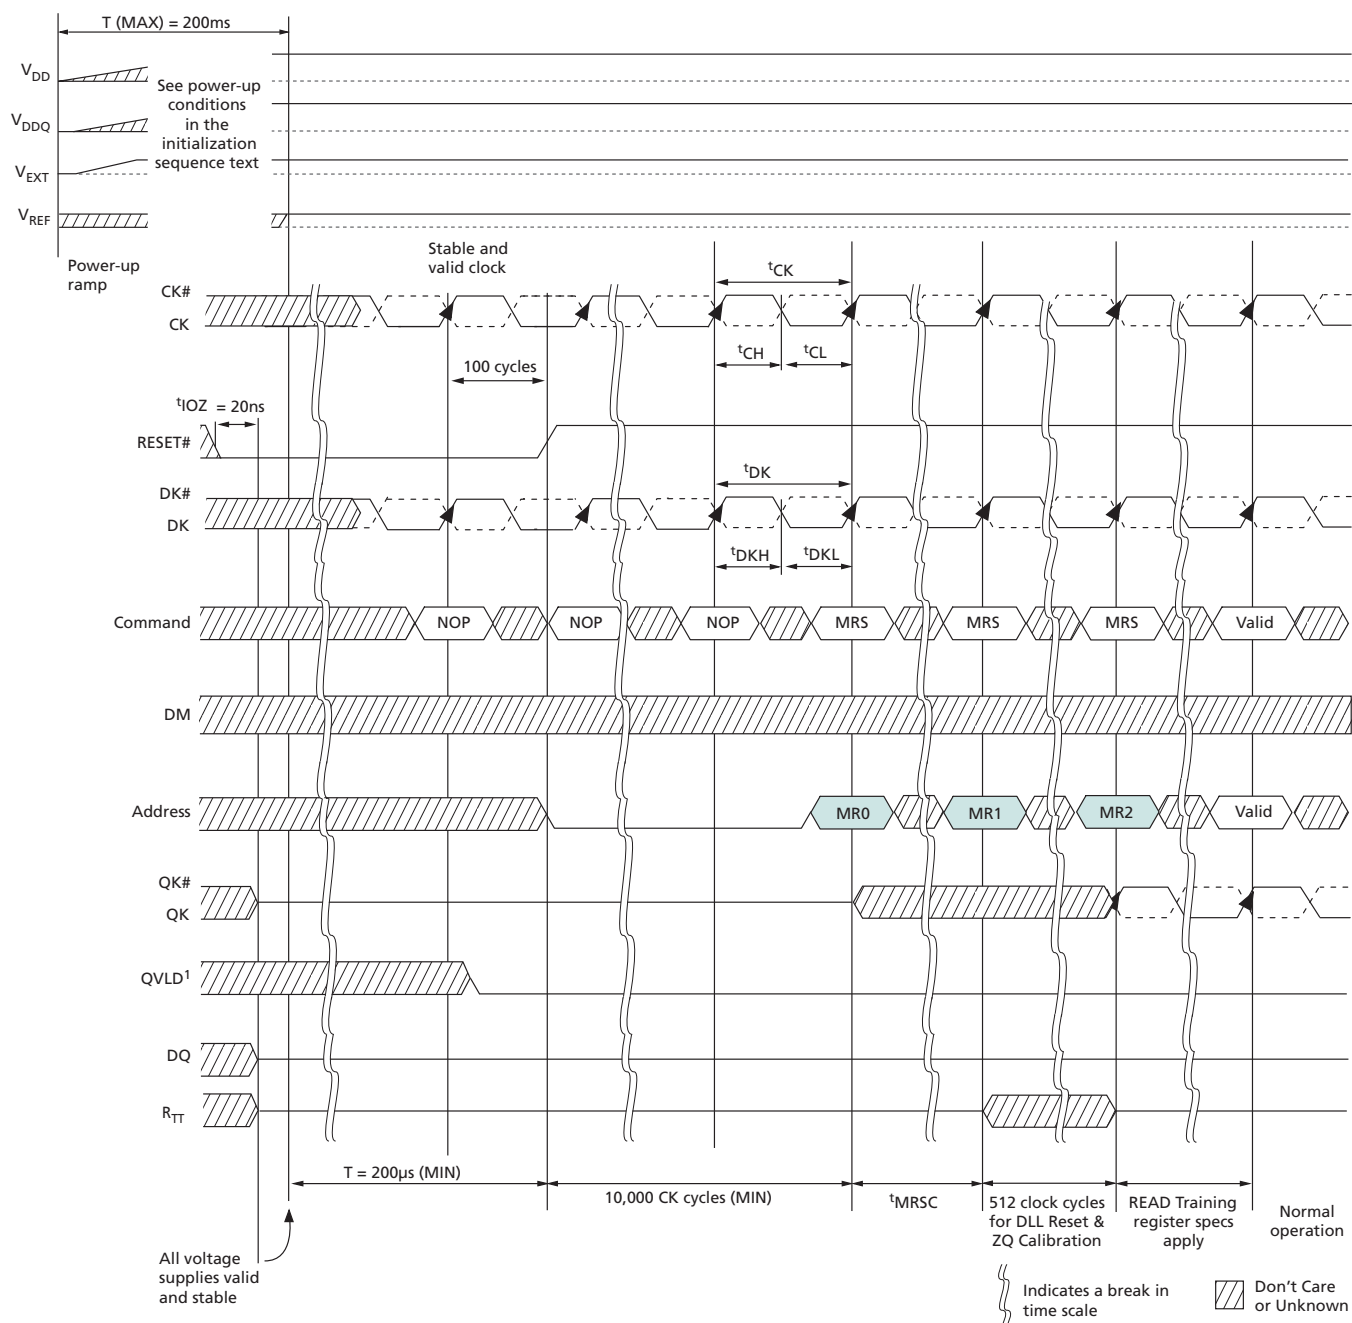 T (MAX) = 200ms
VDD
See power-up
conditions
in the
initialization
sequence text
VDDQ
VEXT
VREF
Power-up
ramp
Stable and
valid clock
tCK
CK#
CK
tCH
tCL
100 cycles
tIOZ = 20ns
RESET#
tDK
DK#
DK
tDKH
tDKL
Command
NOP
NOP
NOP
MRS
MRS
MRS
Valid
DM
Address
MR0
MR1
MR2
Valid
QK#
QK
QVLD1
DQ
RTT
T = 200µs (MIN)
10,000 CK cycles (MIN)
tMRSC
512 clock cycles
for DLL Reset &
ZQ Calibration
READ Training
register specs
apply
Normal
operation
All voltage
supplies valid
and stable
Indicates a break in
time scale
Don't Care
or Unknown